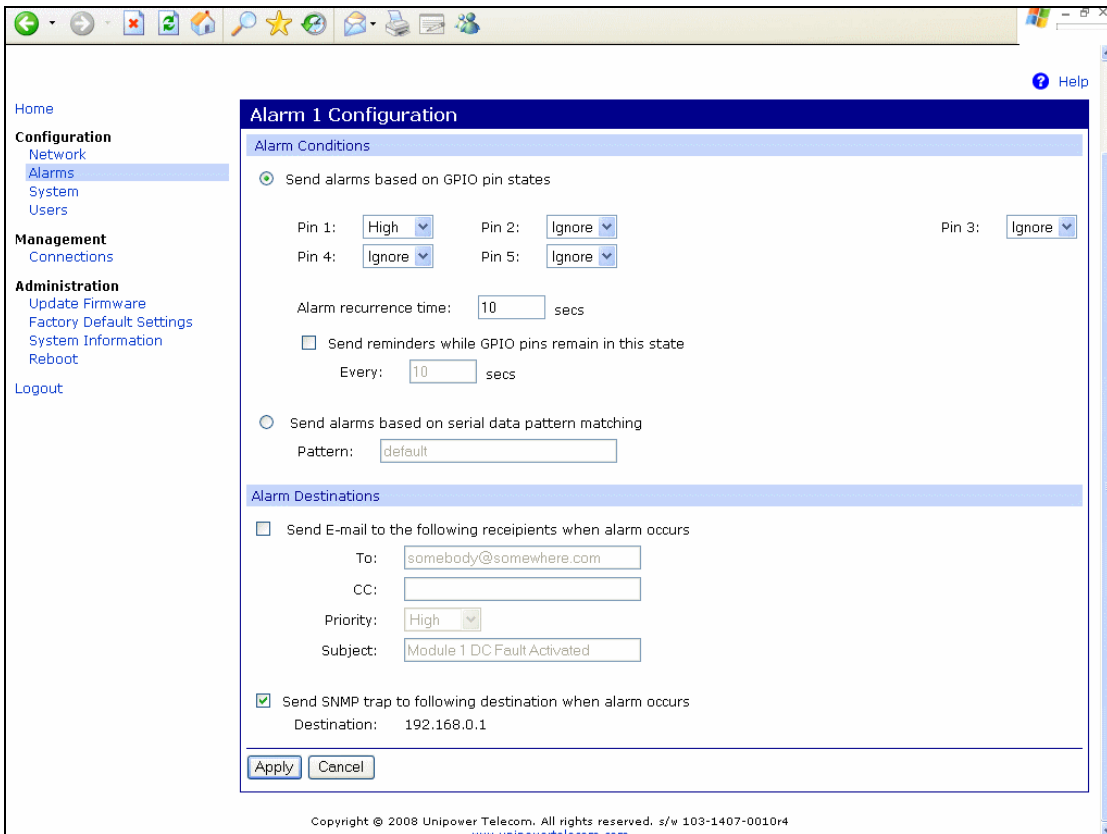 Help
Home
Configuration
Network
Alarms
System
Users
Management
Connections
Administration
Update Firmware
Factory Default Settings
System Information
Reboot
Logout
Alarm 1 Configuration
Alarm Conditions
Send alarms based on GPIO pin states
Pin 1: High Pin 2: Ignore Pin 3: Ignore
Pin 4: Ignore Pin 5: Ignore
Alarm recurrence time: 10 secs
Send reminders while GPIO pins remain in this state
Every: 10 secs
Send alarms based on serial data pattern matching
Pattern: default
Alarm Destinations
Send E-mail to the following receipients when alarm occurs
To: somebody@somewhere.com
CC:
Priority: High
Subject: Module 1 DC Fault Activated
Send SNMP trap to following destination when alarm occurs
Destination: 192.168.0.1
Apply Cancel
Copyright © 2008 Unipower Telecom. All rights reserved. s/w 103-1407-0010r4